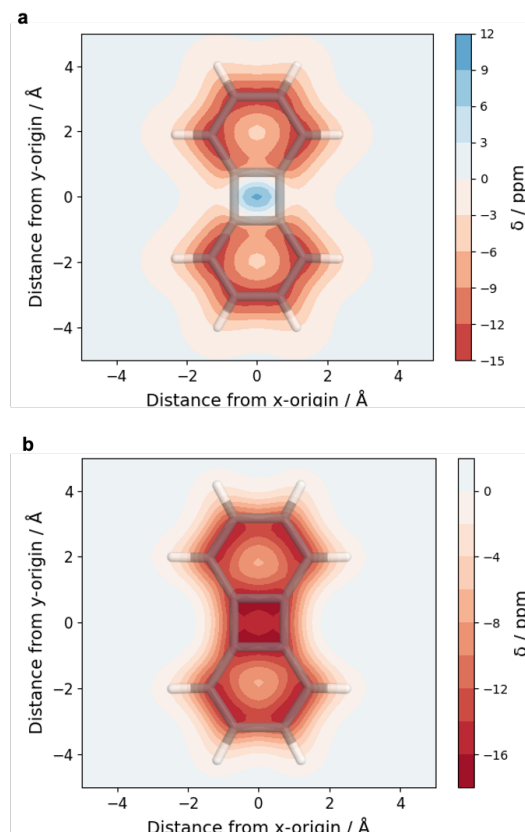 a
12
9
6
3
0
−3
−6
−9
−12
−15
δ / ppm
4
2
0
−2
−4
Distance from y-origin / Å
−4 −2 0 2 4
Distance from x-origin / Å
b
0
−4
−8
−12
−16
δ / ppm
4
2
0
−2
−4
Distance from y-origin / Å
−4 −2 0 2 4
Distance from x-origin / Å